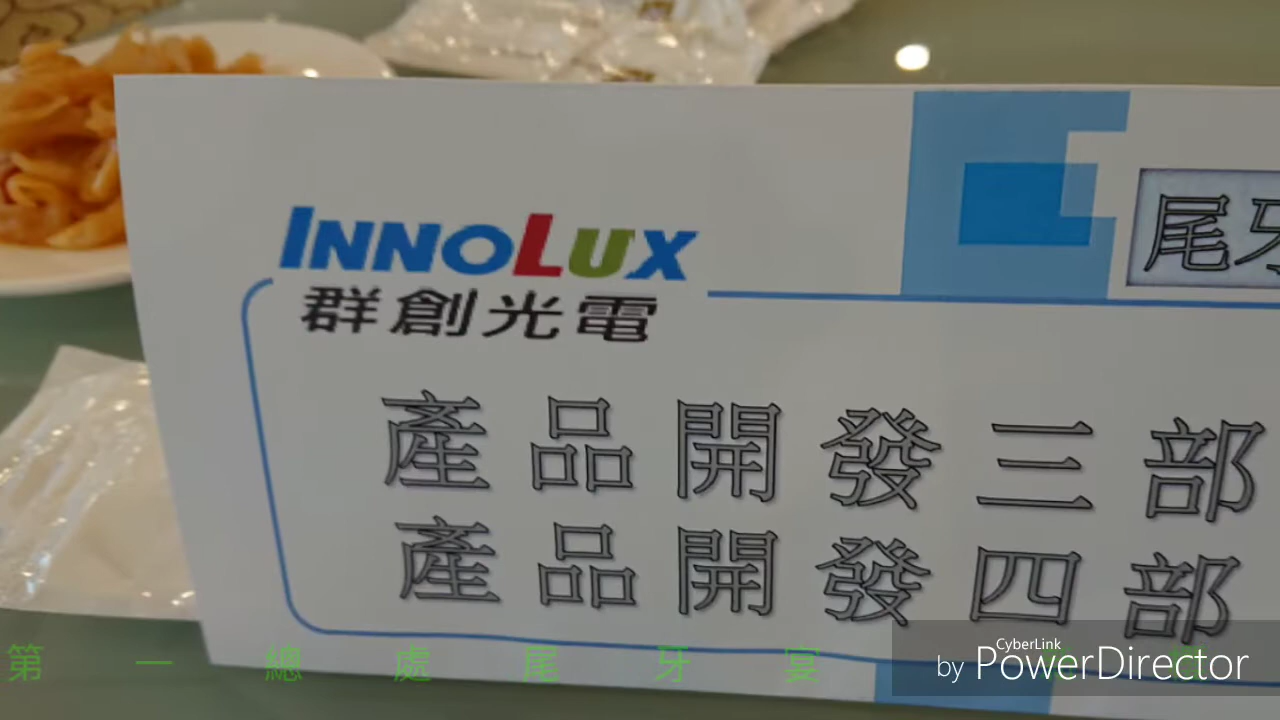 INNOLUX
群創光電
尾牙
產品開發三部
產品開發四部
第一總處尾牙宴
CyberLink
by PowerDirector